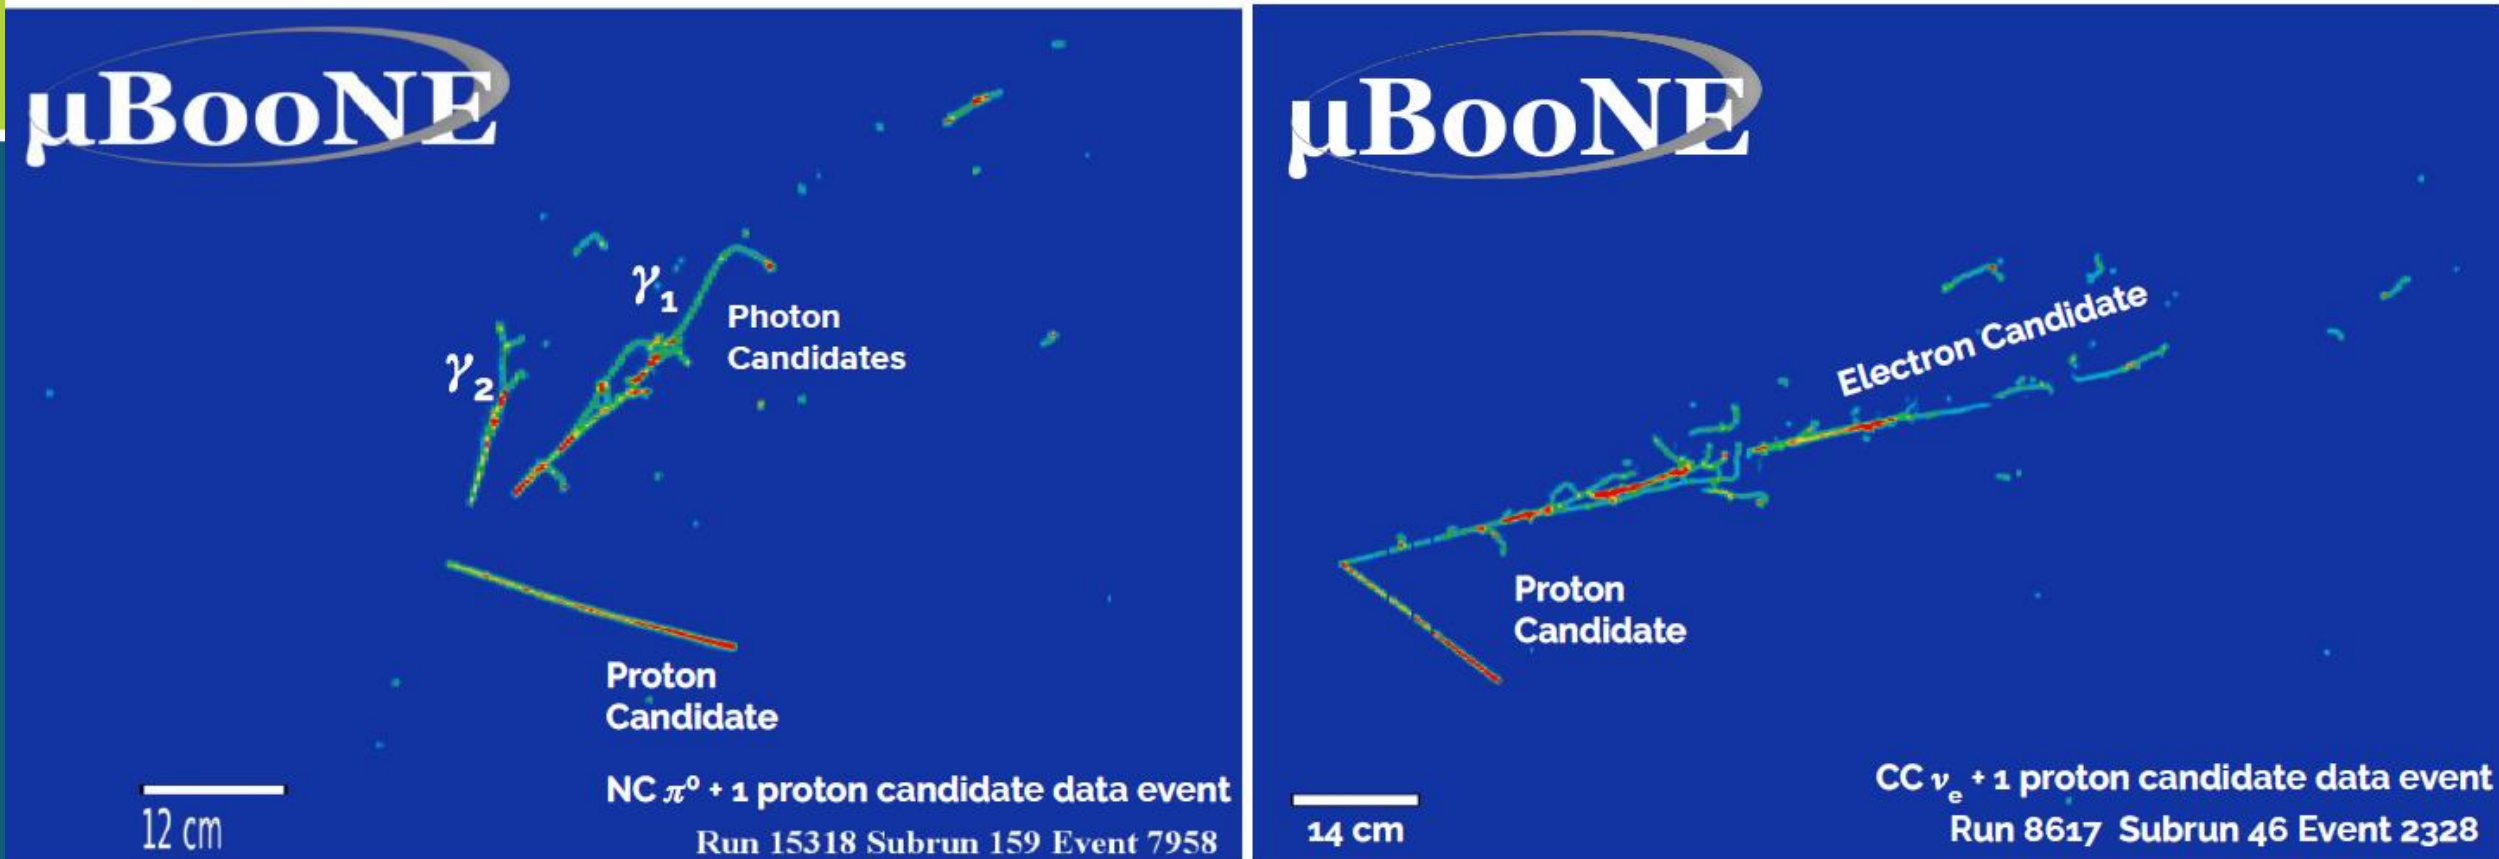 µBooNE
γ1
Photon
Candidates
γ2
Proton
Candidate
12 cm
NC π⁰ + 1 proton candidate data event
Run 15318 Subrun 159 Event 7958
µBooNE
Electron Candidate
Proton
Candidate
14 cm
CC νe + 1 proton candidate data event
Run 8617 Subrun 46 Event 2328